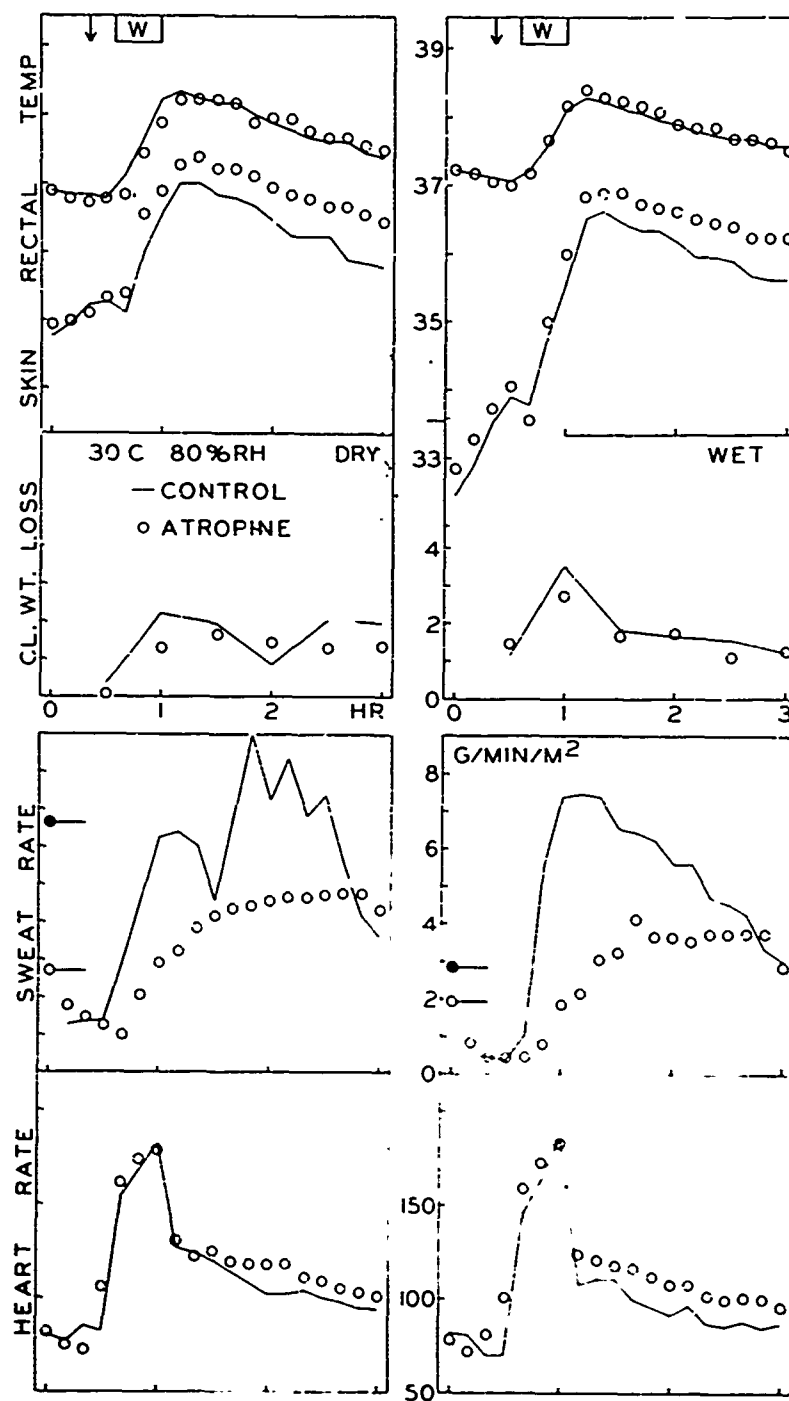 W
W
SKIN RECTAL TEMP
39
37
35
33
30 C 80%RH DRY
— CONTROL
o ATROPINE
WET
CL. WT. LOSS
4
2
0
0 1 2 HR
0 1 2 3
SWEAT RATE
G/MIN/M²
8
6
4
2
0
HEART RATE
150
100
50